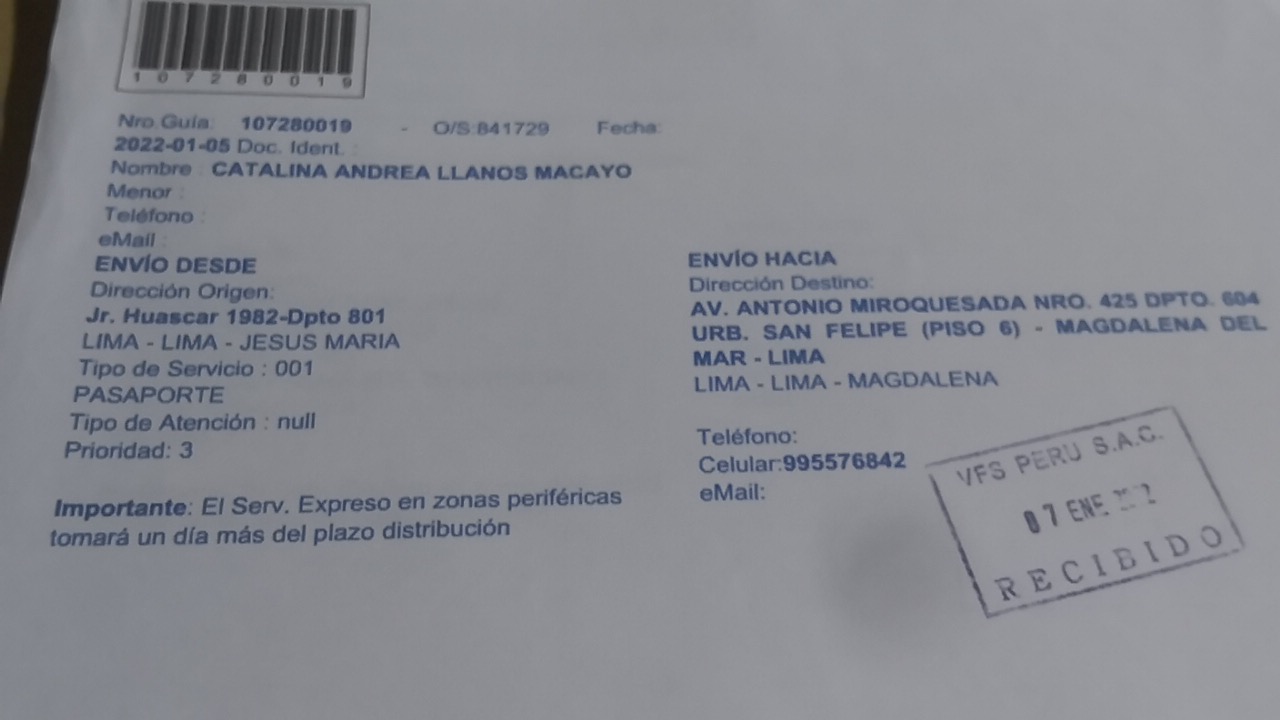 107280019
Nro.Guía: 107280019 - O/S:841729 Fecha:
2022-01-05 Doc. Ident. :
Nombre : CATALINA ANDREA LLANOS MACAYO
Menor :
Teléfono :
eMail :
ENVÍO DESDE
Dirección Origen:
Jr. Huascar 1982-Dpto 801
LIMA - LIMA - JESUS MARIA
Tipo de Servicio : 001
PASAPORTE
Tipo de Atención : null
Prioridad: 3
Importante: El Serv. Expreso en zonas periféricas
tomará un día más del plazo distribución
ENVÍO HACIA
Dirección Destino:
AV. ANTONIO MIROQUESADA NRO. 425 DPTO. 604
URB. SAN FELIPE (PISO 6) - MAGDALENA DEL
MAR - LIMA
LIMA - LIMA - MAGDALENA
Teléfono:
Celular:995576842
eMail:
VFS PERU S.A.C.
07 ENE
RECIBIDO